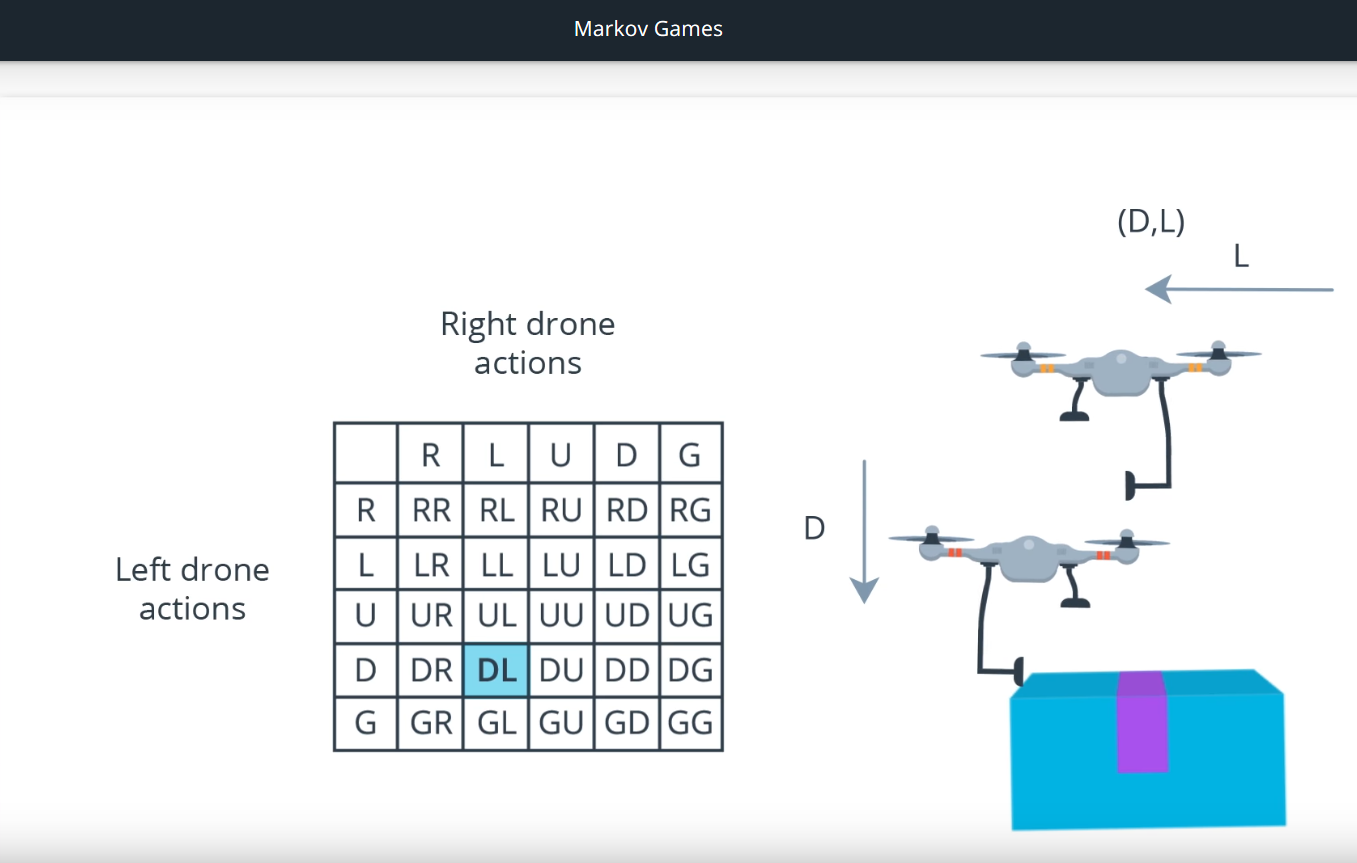 Markov Games
(D,L)
L
Right drone
actions
R L U D G
R RR RL RU RD RG
L LR LL LU LD LG
U UR UL UU UD UG
D DR DL DU DD DG
G GR GL GU GD GG
Left drone
actions
D